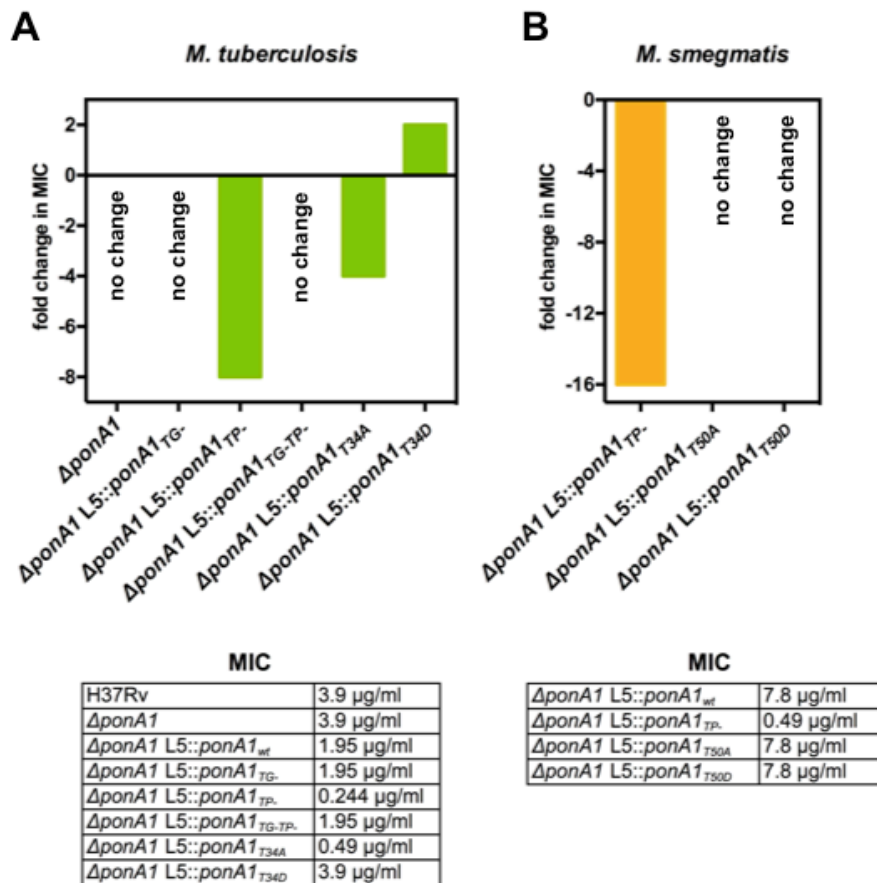 A
B
M. tuberculosis
M. smegmatis
fold change in MIC
2
0
-2
-4
-6
-8
no change
no change
no change
ΔponA1
ΔponA1 L5::ponA1TG-
ΔponA1 L5::ponA1TP-
ΔponA1 L5::ponA1TG-TP-
ΔponA1 L5::ponA1T34A
ΔponA1 L5::ponA1T34D
fold change in MIC
0
-4
-8
-12
-16
no change
no change
ΔponA1 L5::ponA1TP-
ΔponA1 L5::ponA1T50A
ΔponA1 L5::ponA1T50D
MIC
H37Rv 3.9 µg/ml
ΔponA1 3.9 µg/ml
ΔponA1 L5::ponA1wt 1.95 µg/ml
ΔponA1 L5::ponA1TG- 1.95 µg/ml
ΔponA1 L5::ponA1TP- 0.244 µg/ml
ΔponA1 L5::ponA1TG-TP- 1.95 µg/ml
ΔponA1 L5::ponA1T34A 0.49 µg/ml
ΔponA1 L5::ponA1T34D 3.9 µg/ml
MIC
ΔponA1 L5::ponA1wt 7.8 µg/ml
ΔponA1 L5::ponA1TP- 0.49 µg/ml
ΔponA1 L5::ponA1T50A 7.8 µg/ml
ΔponA1 L5::ponA1T50D 7.8 µg/ml